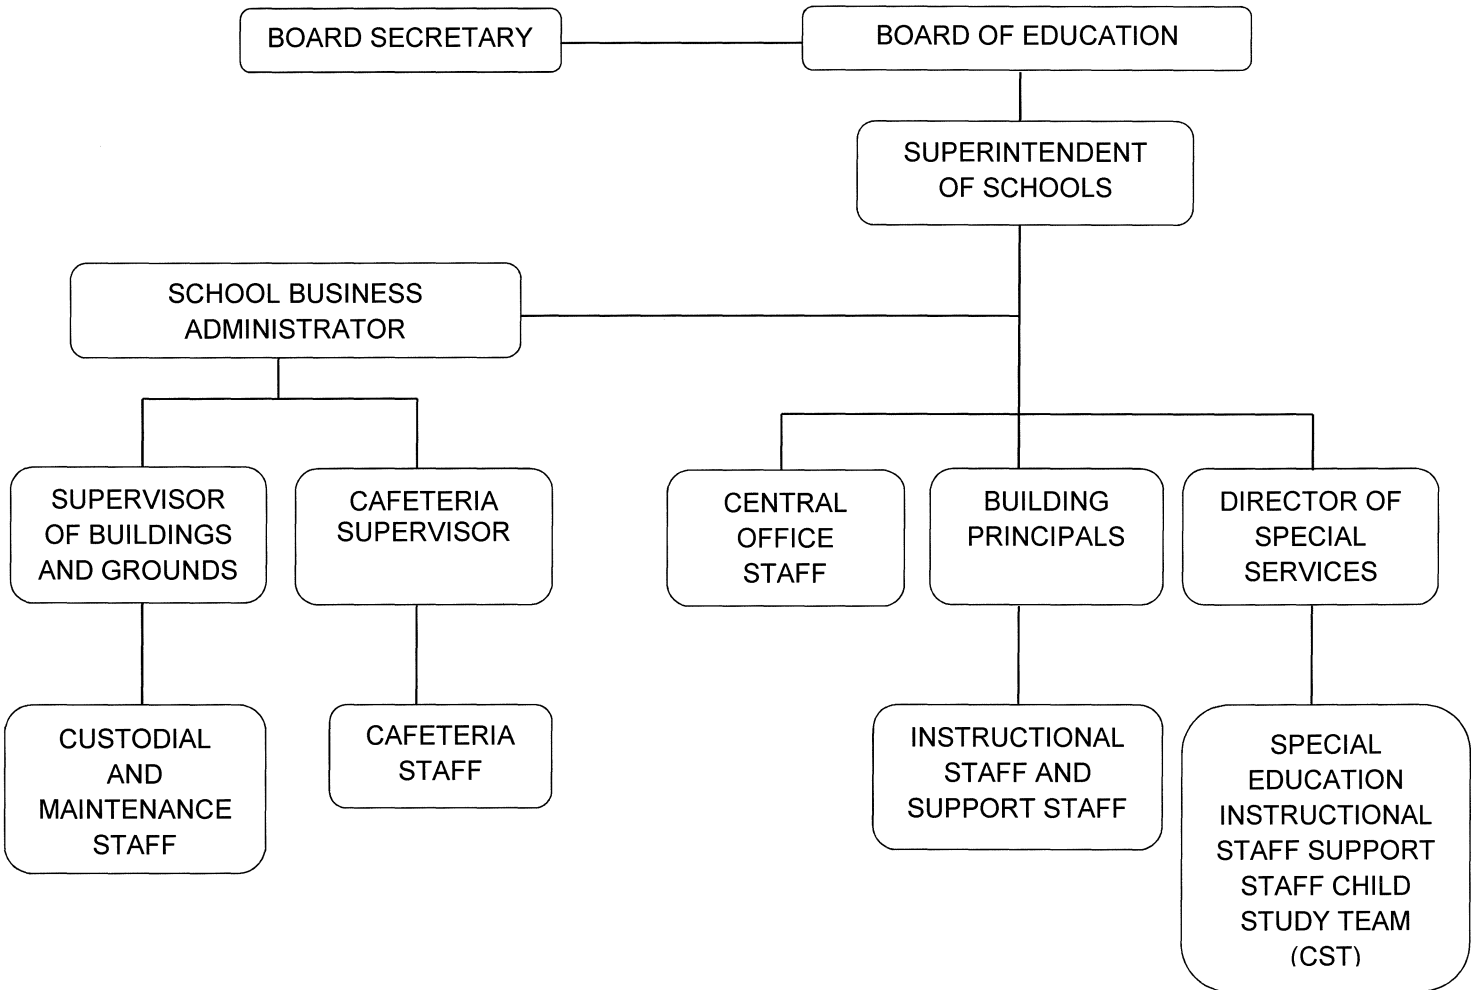 BOARD SECRETARY
BOARD OF EDUCATION
SUPERINTENDENT
OF SCHOOLS
SCHOOL BUSINESS
ADMINISTRATOR
SUPERVISOR
OF BUILDINGS
AND GROUNDS
CAFETERIA
SUPERVISOR
CENTRAL
OFFICE
STAFF
BUILDING
PRINCIPALS
DIRECTOR OF
SPECIAL
SERVICES
CUSTODIAL
AND
MAINTENANCE
STAFF
CAFETERIA
STAFF
INSTRUCTIONAL
STAFF AND
SUPPORT STAFF
SPECIAL
EDUCATION
INSTRUCTIONAL
STAFF SUPPORT
STAFF CHILD
STUDY TEAM
(CST)